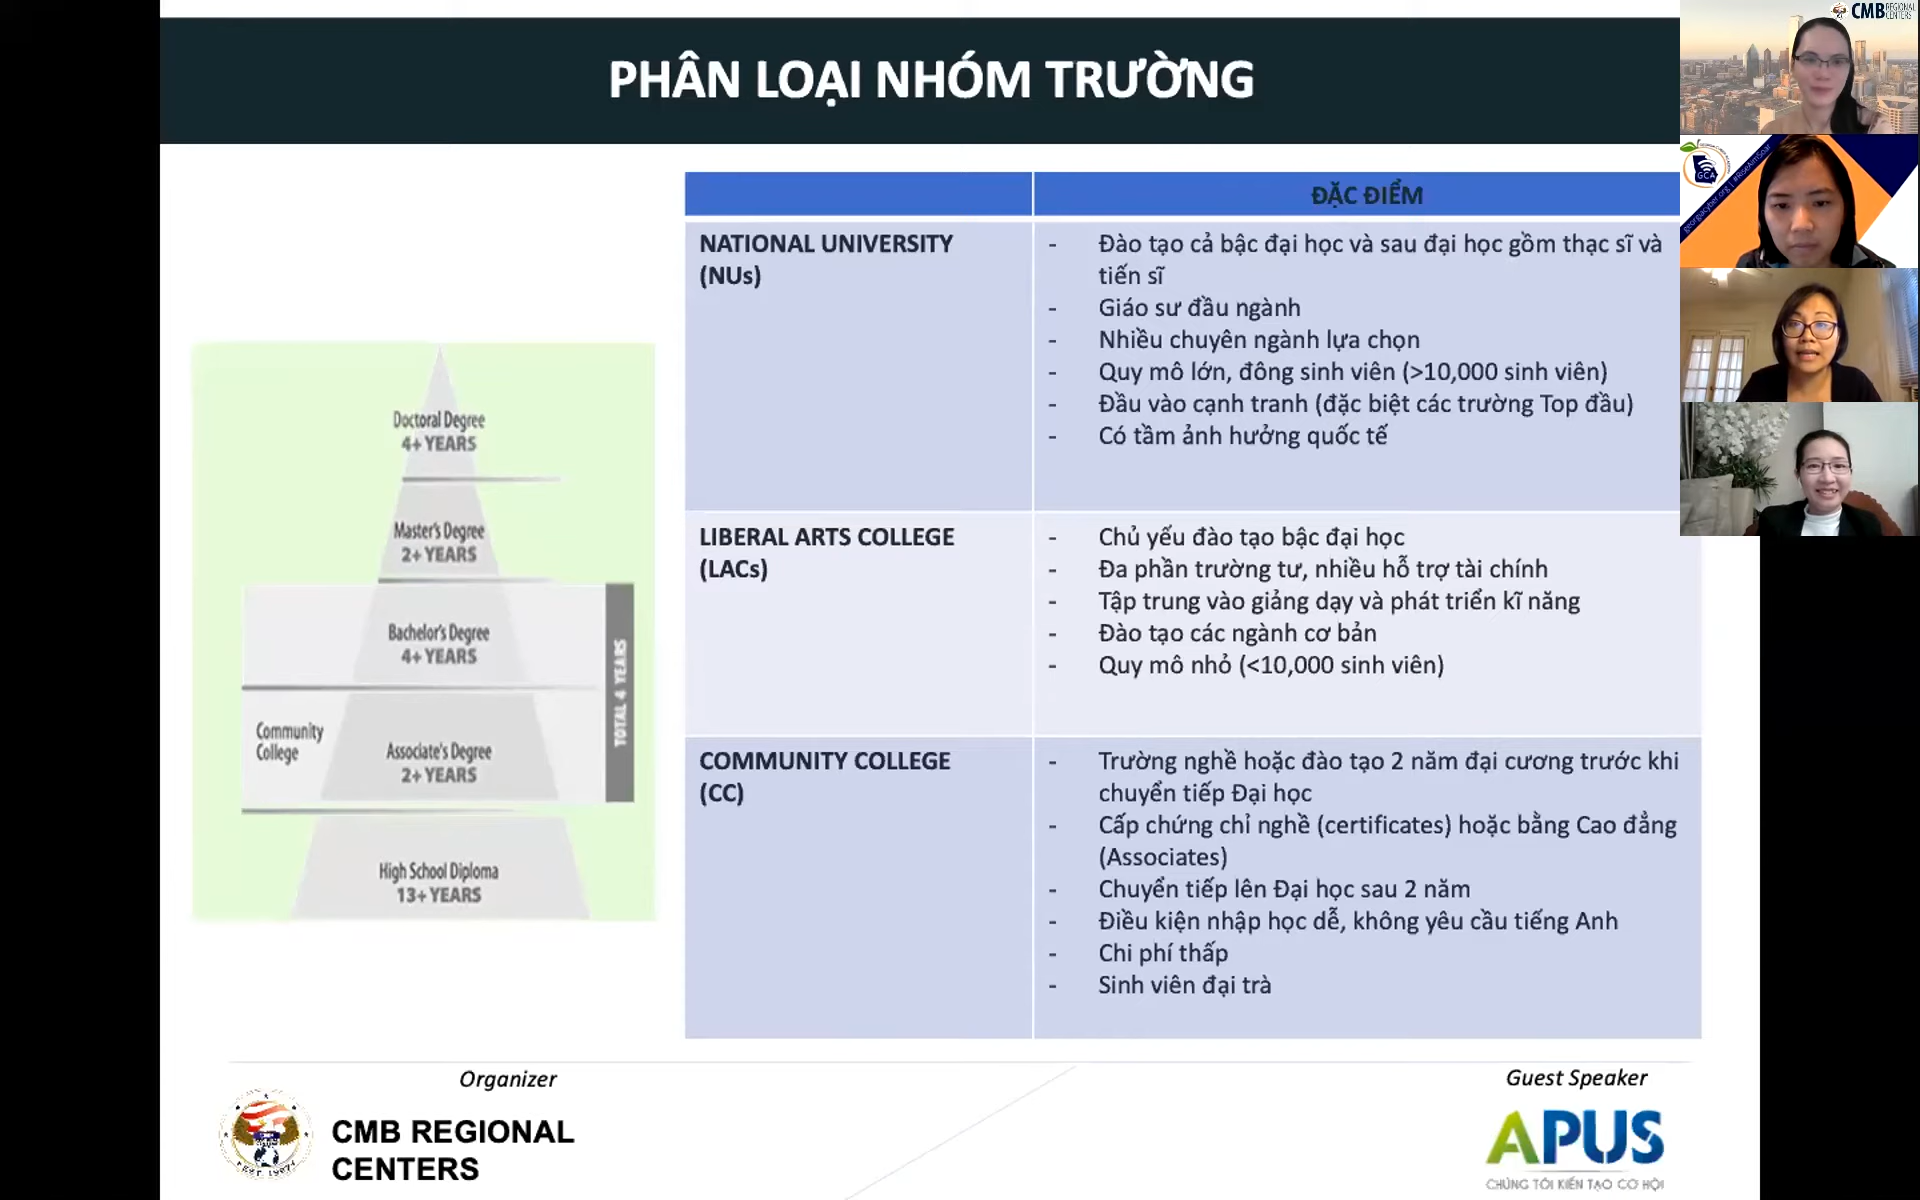 PHÂN LOẠI NHÓM TRƯỜNG
CMB REGIONAL
CENTERS
GCA
georgiacyber.org | #RiseAimSoar
ĐẶC ĐIỂM
NATIONAL UNIVERSITY
(NUs)
- Đào tạo cả bậc đại học và sau đại học gồm thạc sĩ và
tiến sĩ
- Giáo sư đầu ngành
- Nhiều chuyên ngành lựa chọn
- Quy mô lớn, đông sinh viên (>10,000 sinh viên)
- Đầu vào cạnh tranh (đặc biệt các trường Top đầu)
- Có tầm ảnh hưởng quốc tế
LIBERAL ARTS COLLEGE
(LACs)
- Chủ yếu đào tạo bậc đại học
- Đa phần trường tư, nhiều hỗ trợ tài chính
- Tập trung vào giảng dạy và phát triển kĩ năng
- Đào tạo các ngành cơ bản
- Quy mô nhỏ (<10,000 sinh viên)
COMMUNITY COLLEGE
(CC)
- Trường nghề hoặc đào tạo 2 năm đại cương trước khi
chuyển tiếp Đại học
- Cấp chứng chỉ nghề (certificates) hoặc bằng Cao đẳng
(Associates)
- Chuyển tiếp lên Đại học sau 2 năm
- Điều kiện nhập học dễ, không yêu cầu tiếng Anh
- Chi phí thấp
- Sinh viên đại trà
Doctoral Degree
4+ YEARS
Master's Degree
2+ YEARS
Bachelor's Degree
4+ YEARS
TOTAL 4 YEARS
Community
College
Associate's Degree
2+ YEARS
High School Diploma
13+ YEARS
Organizer
CMB REGIONAL
CENTERS
EST 1997
Guest Speaker
APUS
CHÚNG TÔI KIẾN TẠO CƠ HỘI